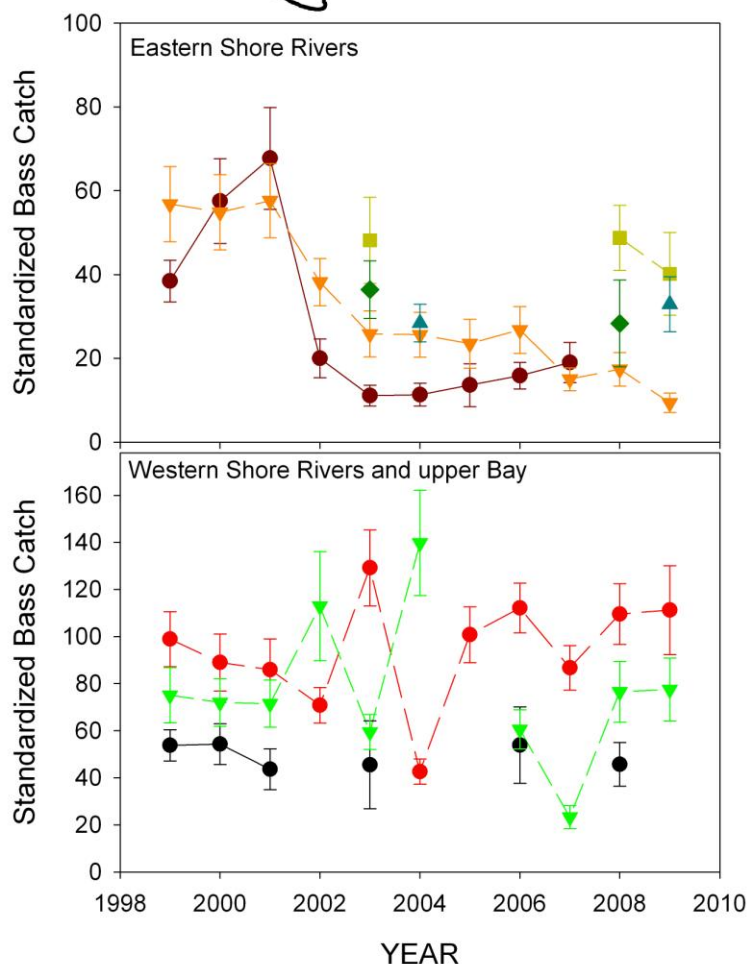 100
Eastern Shore Rivers
80
60
40
20
0
Standardized Bass Catch
Western Shore Rivers and upper Bay
160
140
120
100
80
60
40
20
0
Standardized Bass Catch
1998 2000 2002 2004 2006 2008 2010
YEAR